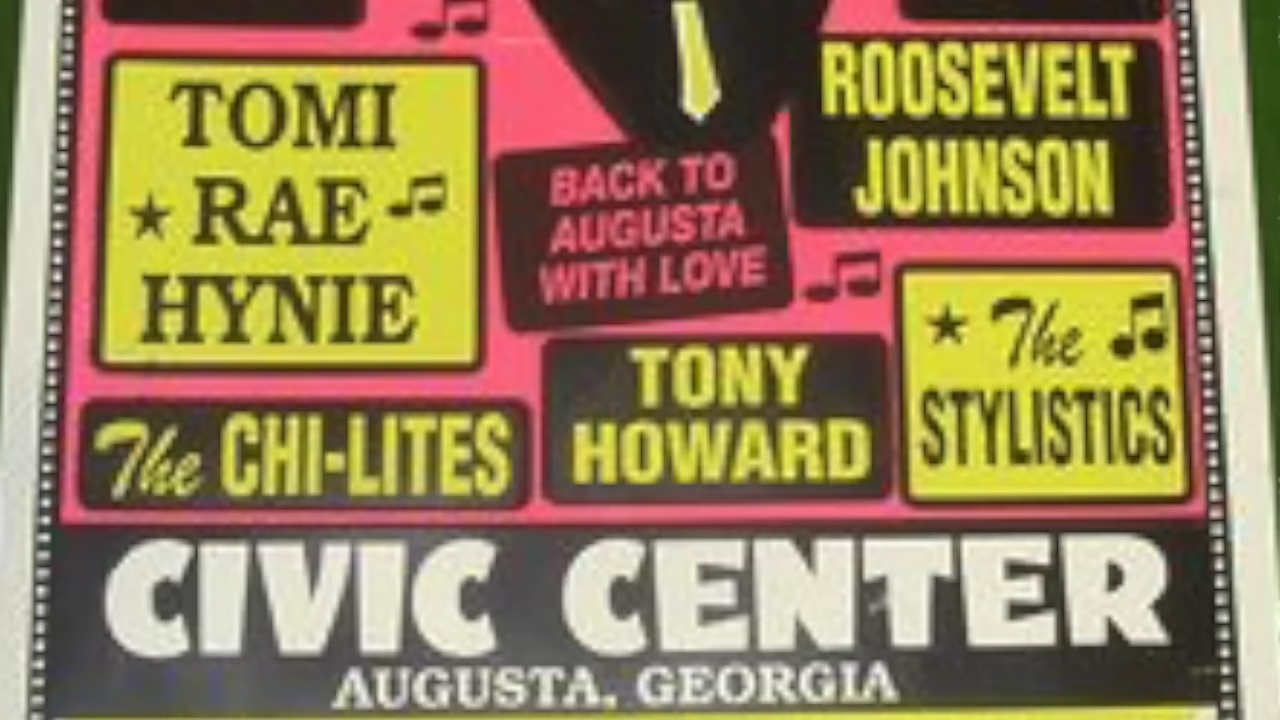 TOMI
RAE
HYNIE
BACK TO
AUGUSTA
WITH LOVE
ROOSEVELT
JOHNSON
The CHI-LITES
TONY
HOWARD
The
STYLISTICS
CIVIC CENTER
AUGUSTA, GEORGIA